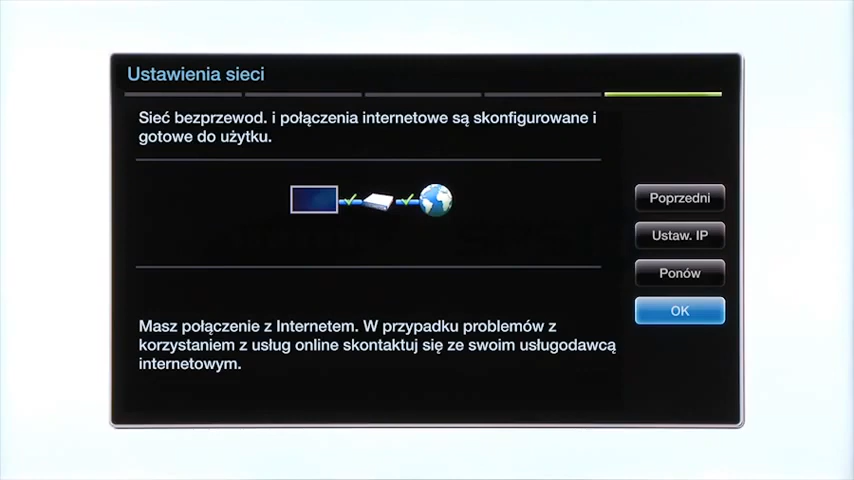 Ustawienia sieci
Sieć bezprzewod. i połączenia internetowe są skonfigurowane i
gotowe do użytku.
Poprzedni
Ustaw. IP
Ponów
OK
Masz połączenie z Internetem. W przypadku problemów z
korzystaniem z usług online skontaktuj się ze swoim usługodawcą
internetowym.